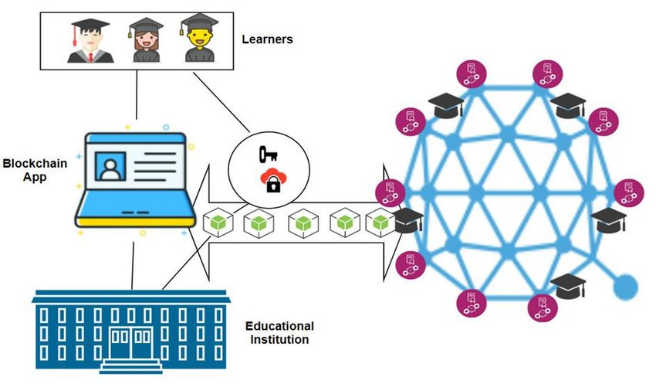 Learners
Blockchain
App
Educational
Institution